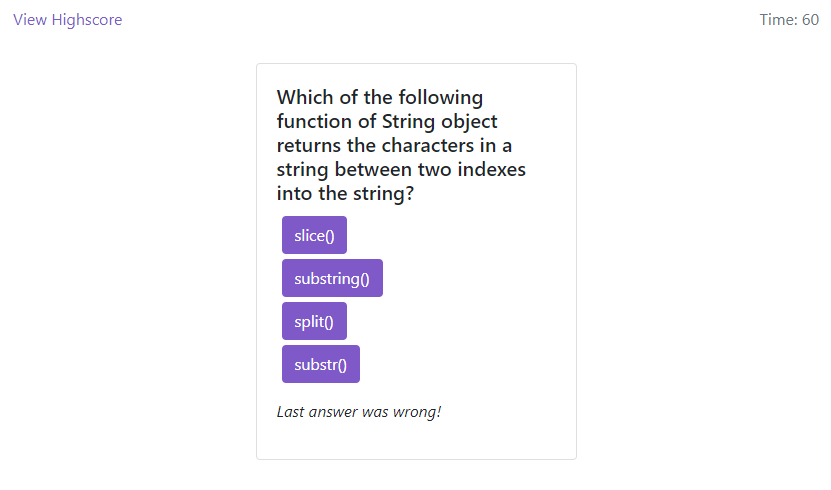 View Highscore
Time: 60
Which of the following
function of String object
returns the characters in a
string between two indexes
into the string?
slice()
substring()
split()
substr()
Last answer was wrong!